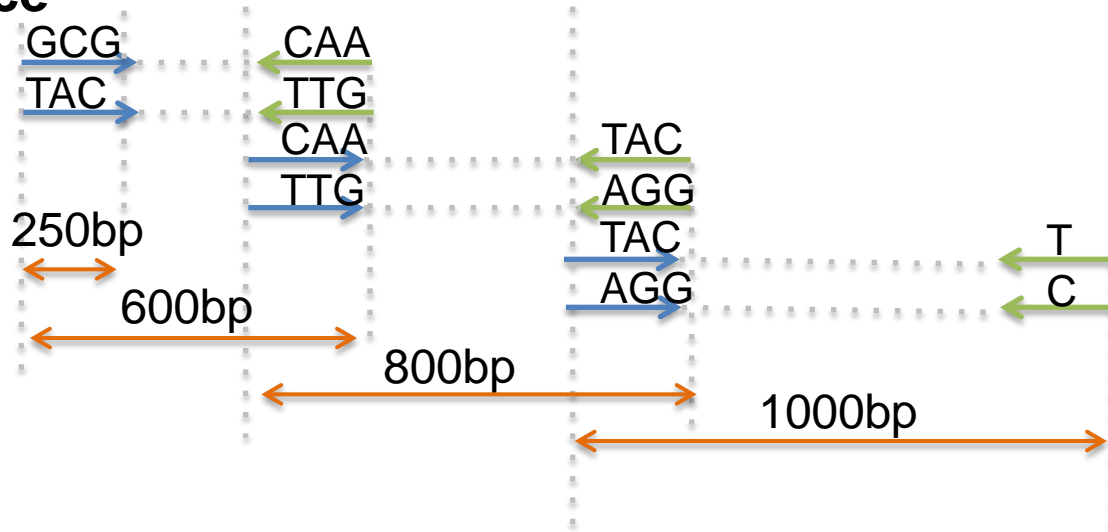 GCG CAA
TAC TTG
CAA TAC
TTG AGG
TAC T
AGG C
250bp
600bp
800bp
1000bp